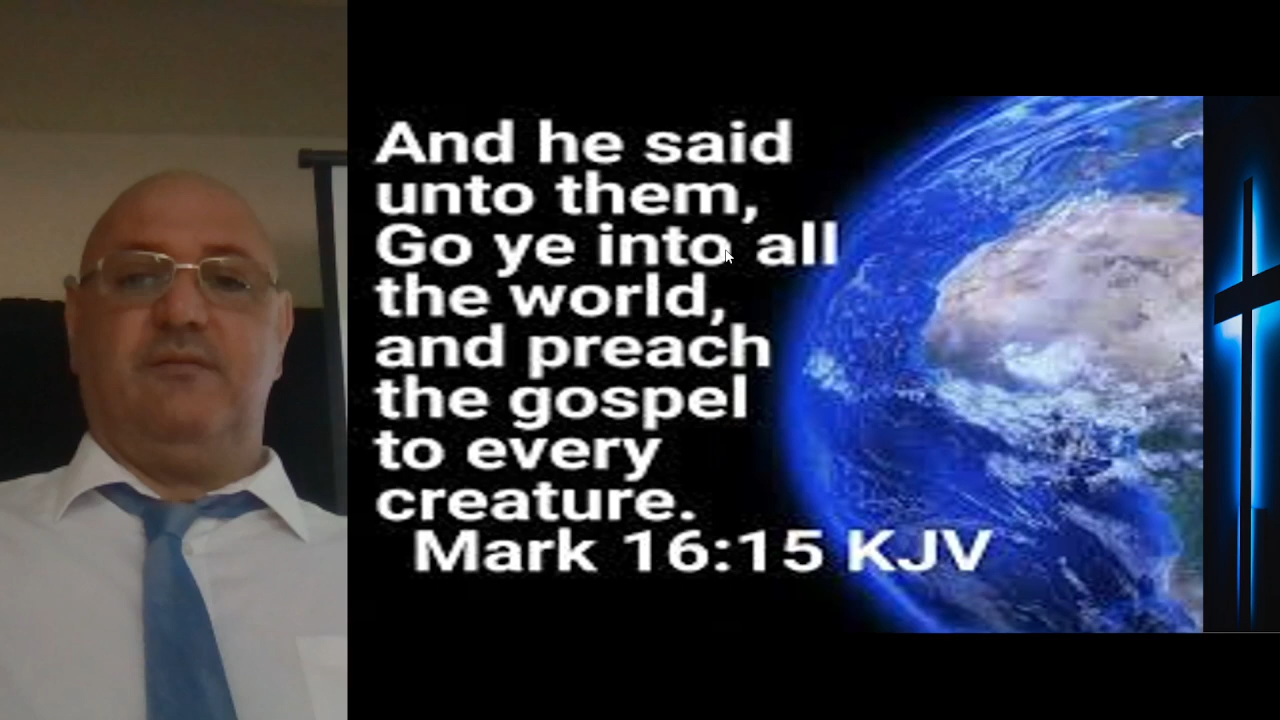 And he said
unto them,
Go ye into all
the world,
and preach
the gospel
to every
creature.
Mark 16:15 KJV